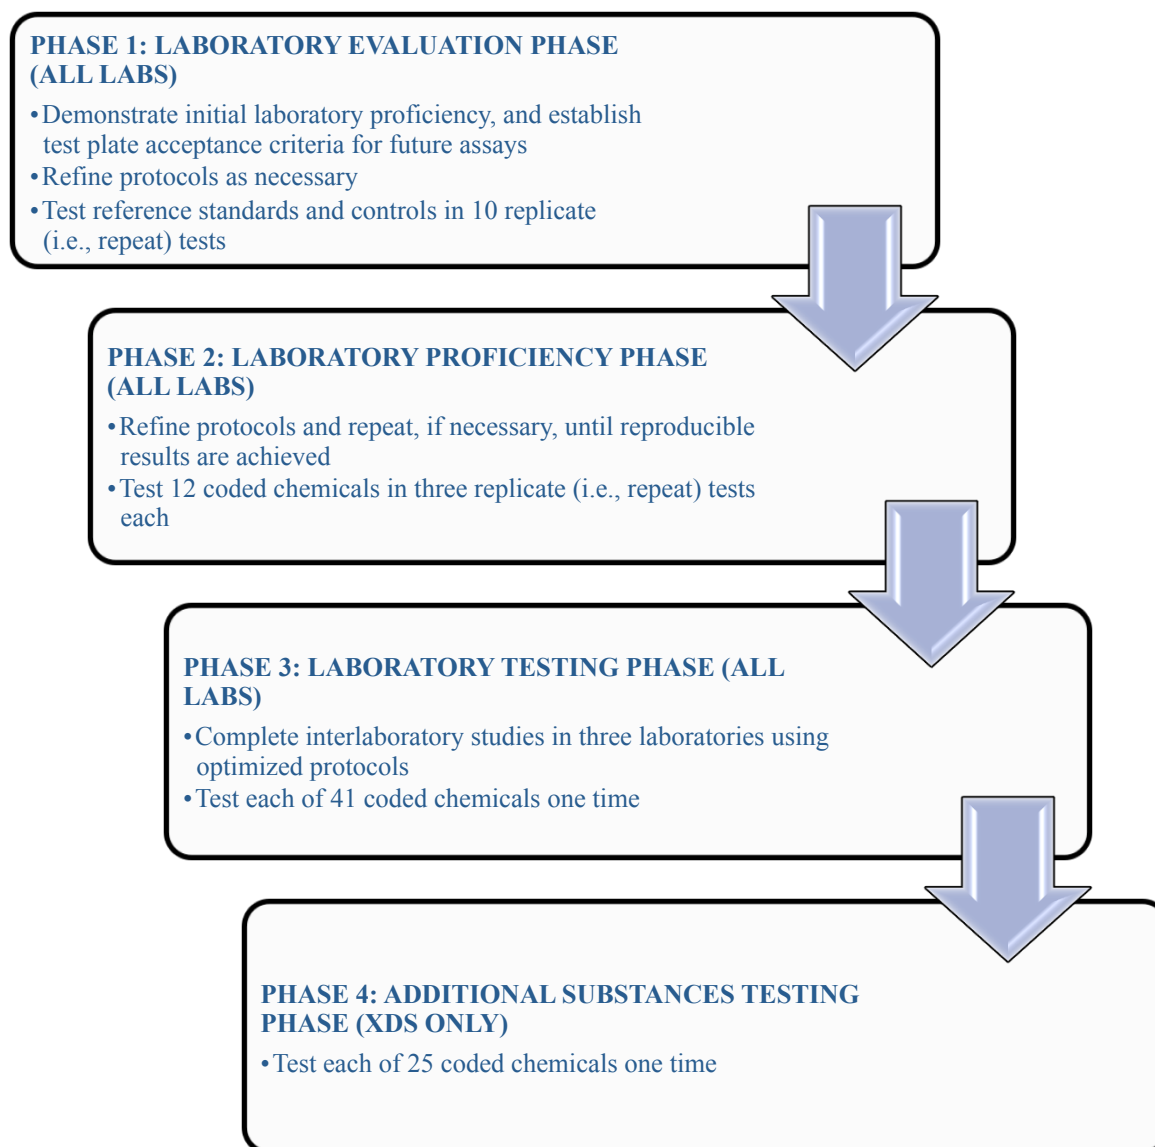 PHASE 1: LABORATORY EVALUATION PHASE
(ALL LABS)
•Demonstrate initial laboratory proficiency, and establish
test plate acceptance criteria for future assays
•Refine protocols as necessary
•Test reference standards and controls in 10 replicate
(i.e., repeat) tests
PHASE 2: LABORATORY PROFICIENCY PHASE
(ALL LABS)
•Refine protocols and repeat, if necessary, until reproducible
results are achieved
•Test 12 coded chemicals in three replicate (i.e., repeat) tests
each
PHASE 3: LABORATORY TESTING PHASE (ALL
LABS)
•Complete interlaboratory studies in three laboratories using
optimized protocols
•Test each of 41 coded chemicals one time
PHASE 4: ADDITIONAL SUBSTANCES TESTING
PHASE (XDS ONLY)
•Test each of 25 coded chemicals one time